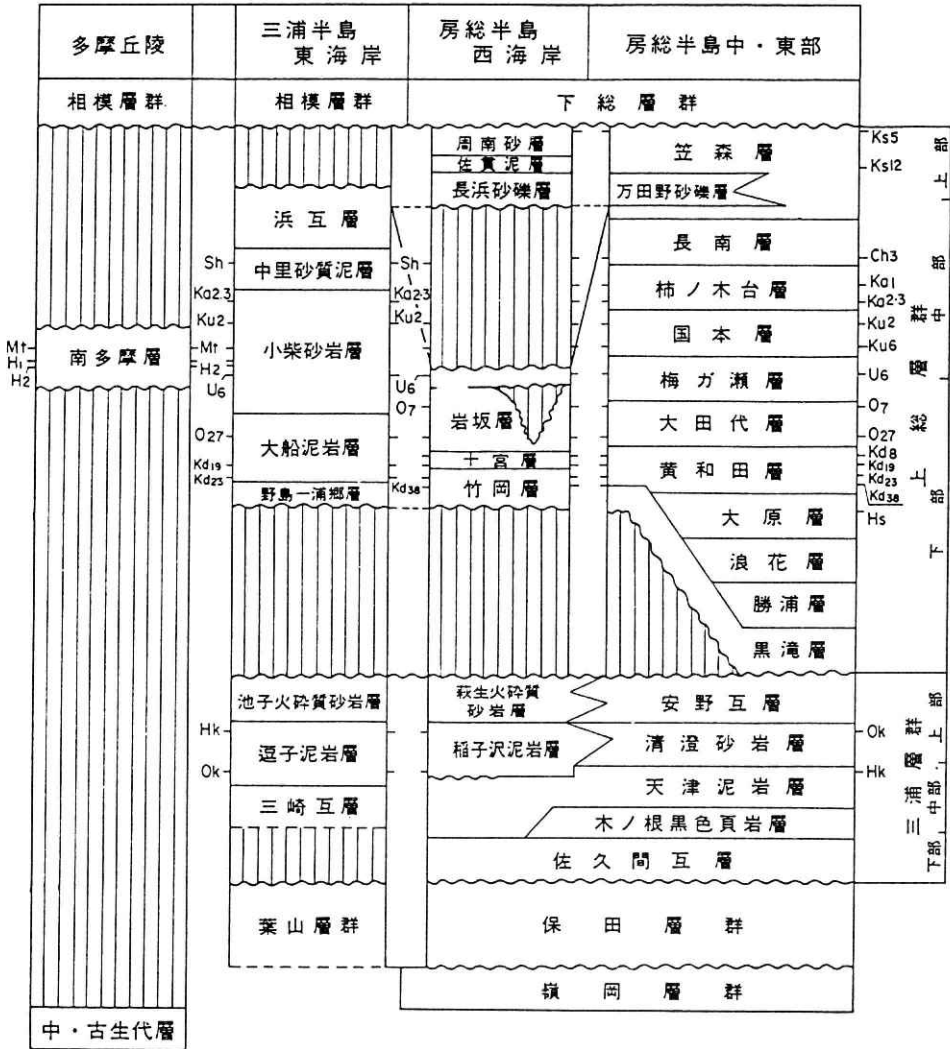 多摩丘陵
三浦半島
東海岸
房総半島
西海岸
房総半島中・東部
相模層群
相模層群
下総層群
周南砂層
佐貫泥層
長浜砂礫層
笠森層
万田野砂礫層
浜互層
中里砂質泥層
小柴砂岩層
南多摩層
長南層
柿ノ木台層
国本層
梅ガ瀬層
大田代層
黄和田層
大原層
浪花層
勝浦層
黒滝層
岩坂層
十宮層
竹岡層
大船泥岩層
野島ー浦郷層
池子火砕質砂岩層
逗子泥岩層
三崎互層
萩生火砕質
砂岩層
稲子沢泥岩層
安野互層
清澄砂岩層
天津泥岩層
木ノ根黒色頁岩層
佐久間互層
葉山層群
保田層群
嶺岡層群
中・古生代層
Mt
H1
H2
Sh
Ka2·3
Ku2
Mt
H2
U6
O27
Kd19
Kd23
Hk
Ok
Sh
Ka2·3
Ku2
U6
O7
Kd38
Ks5
Ks12
Ch3
Ka1
Ka2·3
Ku2
Ku6
U6
O7
O27
Kd8
Kd19
Kd23
Kd38
Hs
Ok
Hk
上総層群
上部
中部
下部
三浦層群
下部
中部・上部